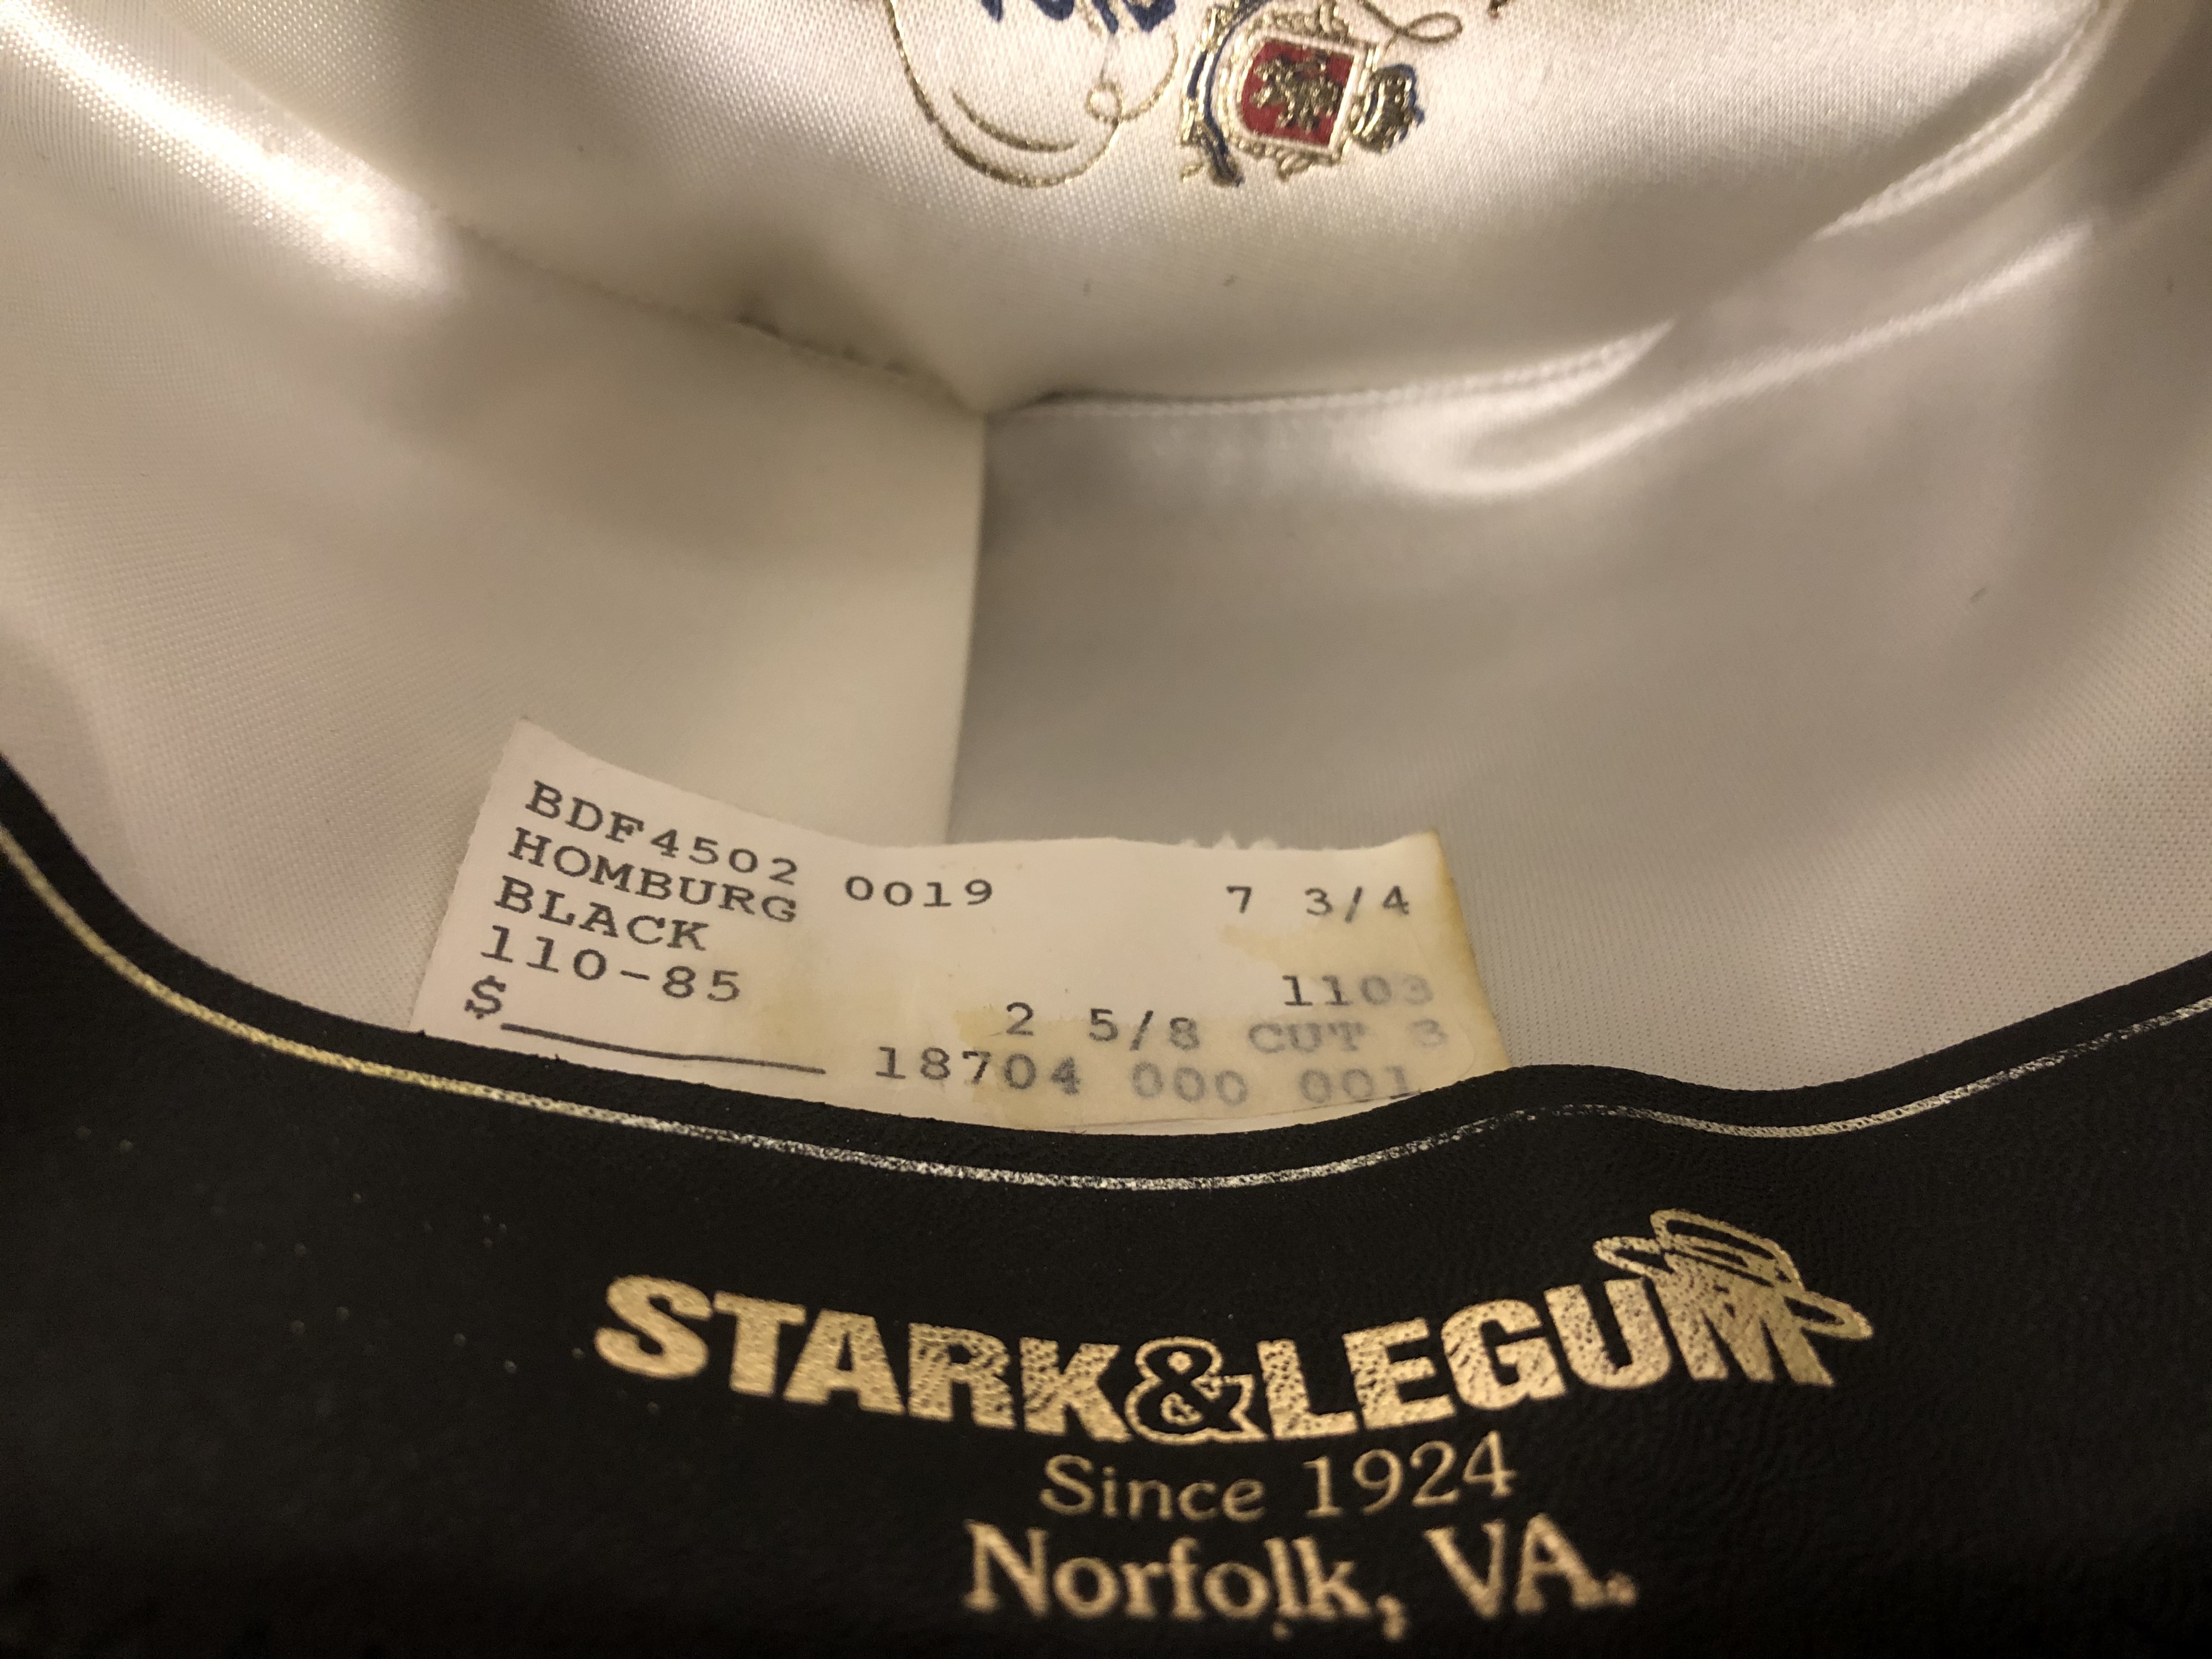 BDF4502 0019 7 3/4
HOMBURG
BLACK
110-85 1103
$ 2 5/8 CUT 3
18704 000 001
STARK&LEGUM
Since 1924
Norfolk, VA.